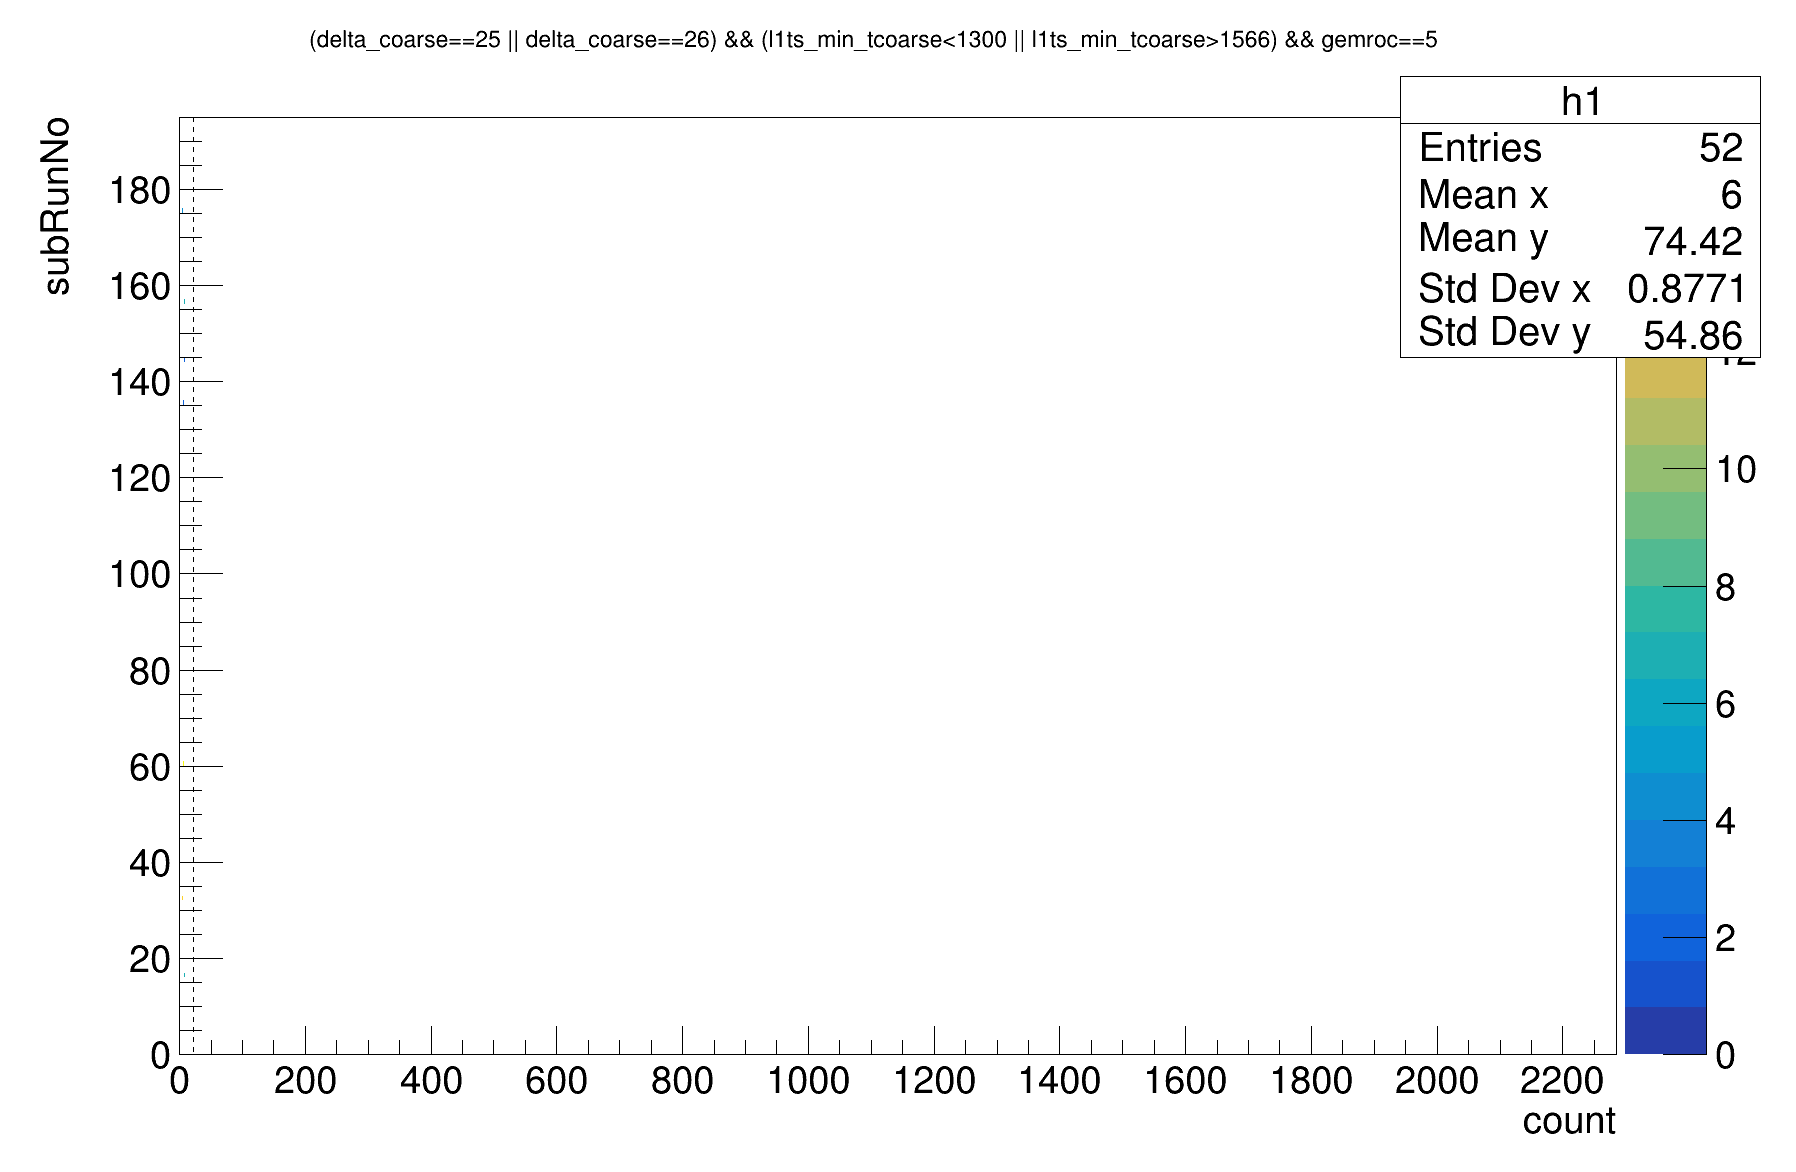 (delta_coarse==25 || delta_coarse==26) && (l1ts_min_tcoarse<1300 || l1ts_min_tcoarse>1566) && gemroc==5
h1
Entries 52
Mean x 6
Mean y 74.42
Std Dev x 0.8771
Std Dev y 54.86
subRunNo
180
160
140
120
100
80
60
40
20
0
0 200 400 600 800 1000 1200 1400 1600 1800 2000 2200
count
12
10
8
6
4
2
0